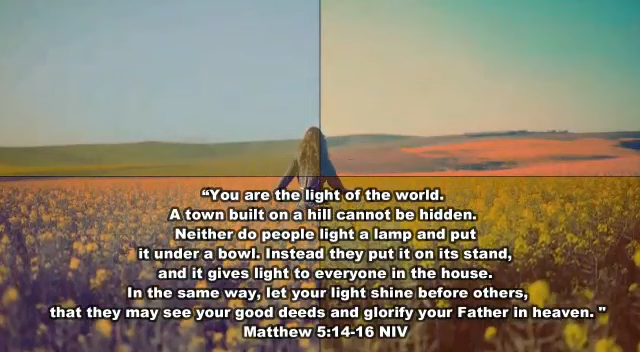 “You are the light of the world.
A town built on a hill cannot be hidden.
Neither do people light a lamp and put
it under a bowl. Instead they put it on its stand,
and it gives light to everyone in the house.
In the same way, let your light shine before others,
that they may see your good deeds and glorify your Father in heaven. "
Matthew 5:14-16 NIV